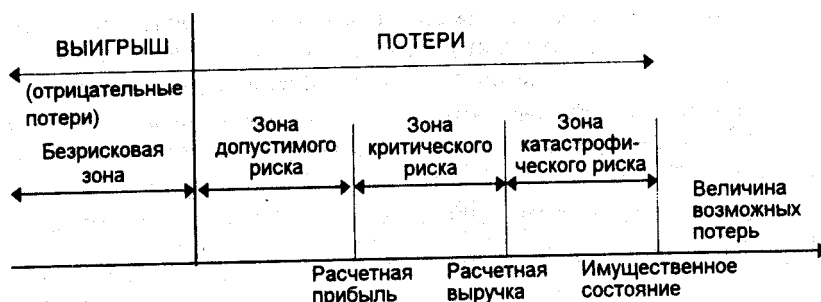 ВЫИГРЫШ
ПОТЕРИ
(отрицательные
потери)
Безрисковая
зона
Зона
допустимого
риска
Зона
критического
риска
Зона
катастрофи-
ческого риска
Величина
возможных
потерь
Расчетная
прибыль
Расчетная
выручка
Имущественное
состояние